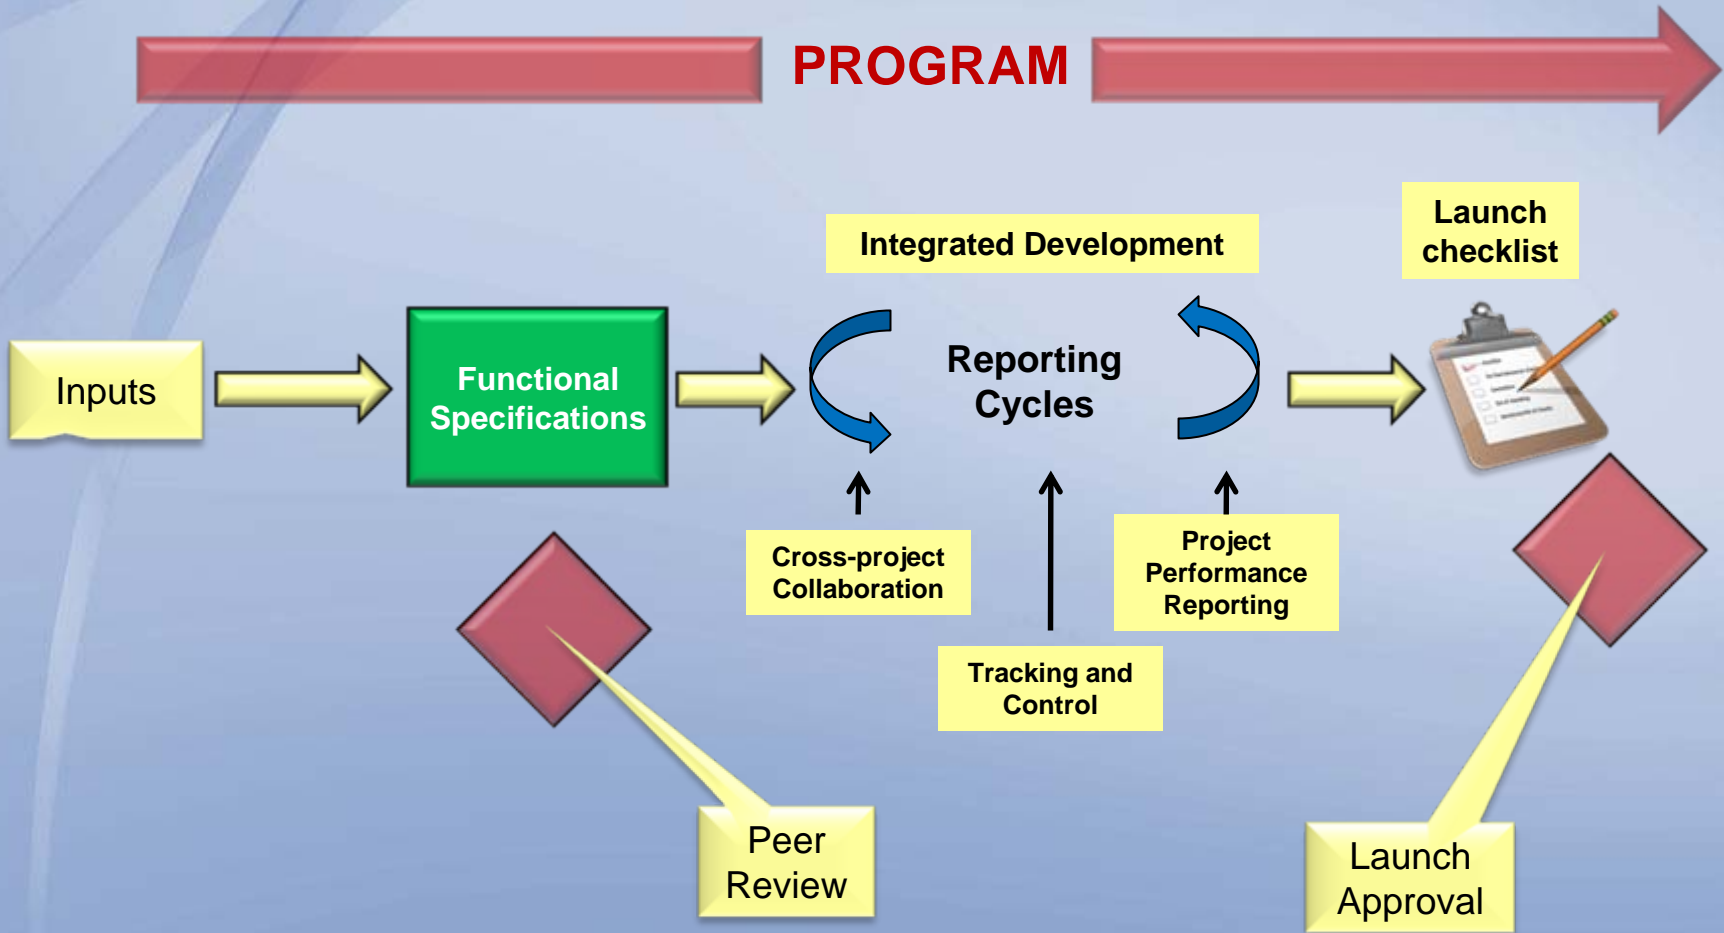 PROGRAM
Launch
checklist
Integrated Development
Inputs
Functional
Specifications
Reporting
Cycles
Cross-project
Collaboration
Project
Performance
Reporting
Tracking and
Control
Peer
Review
Launch
Approval